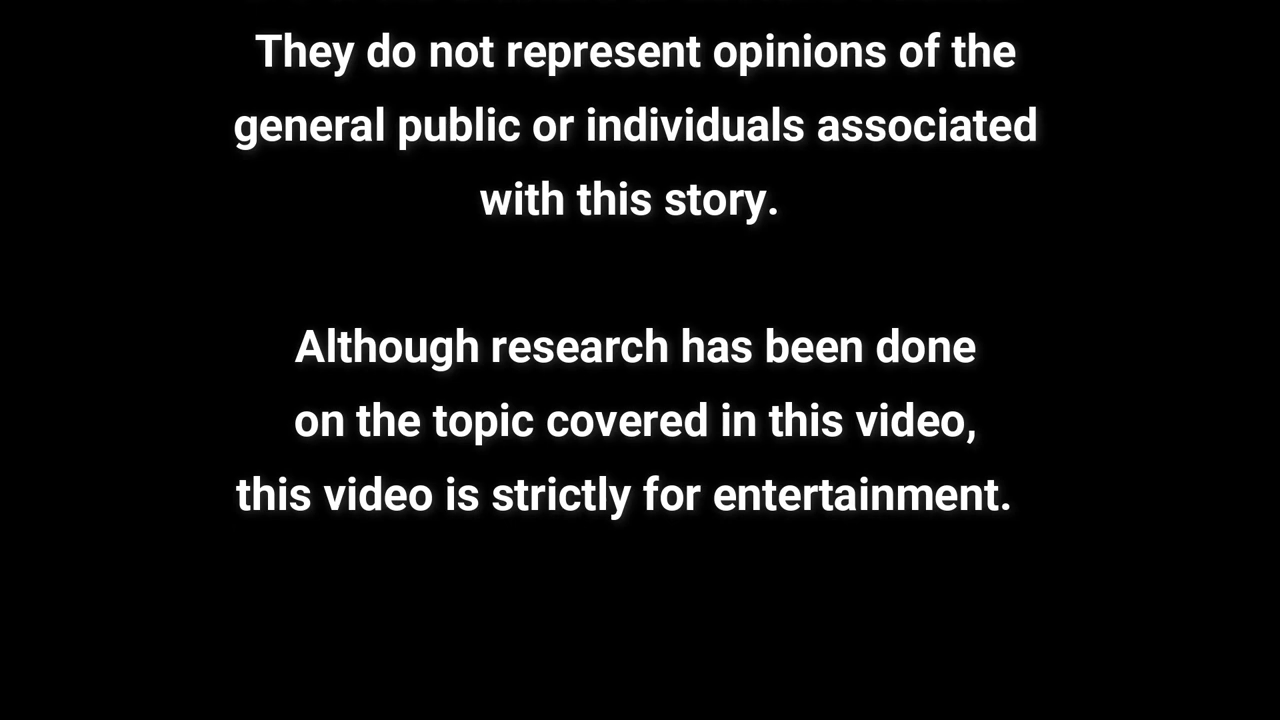 They do not represent opinions of the
general public or individuals associated
with this story.
Although research has been done
on the topic covered in this video,
this video is strictly for entertainment.